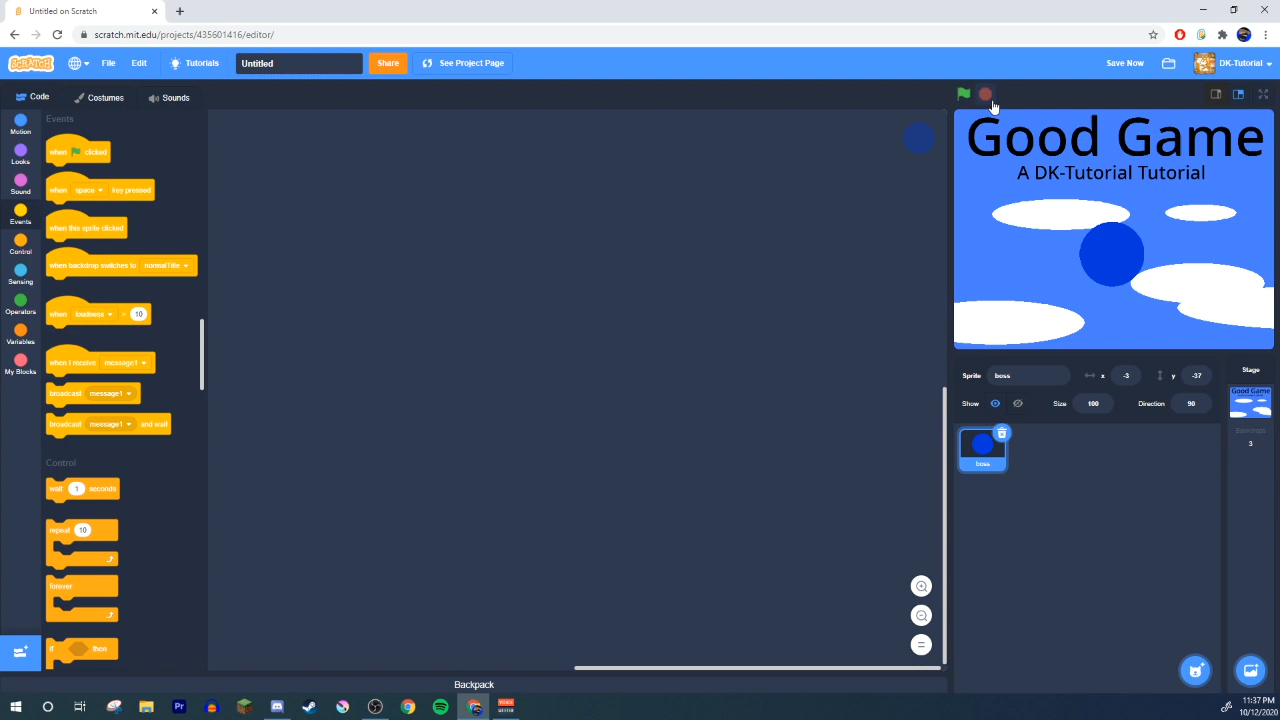 Untitled on Scratch
scratch.mit.edu/projects/435601416/editor/
SCRATCH
File
Edit
Tutorials
Untitled
Share
See Project Page
Save Now
DK-Tutorial
Code
Costumes
Sounds
Motion
Looks
Sound
Events
Control
Sensing
Operators
Variables
My Blocks
Events
when clicked
when space key pressed
when this sprite clicked
when backdrop switches to normalTitle
when loudness > 10
when I receive message1
broadcast message1
broadcast message1 and wait
Control
wait 1 seconds
repeat 10
forever
if then
Good Game
A DK-Tutorial Tutorial
Sprite boss x -3 y -37
Show Size 100 Direction 90
boss
Stage
Good Game
Backdrops
3
Backpack
11:37 PM
10/12/2020